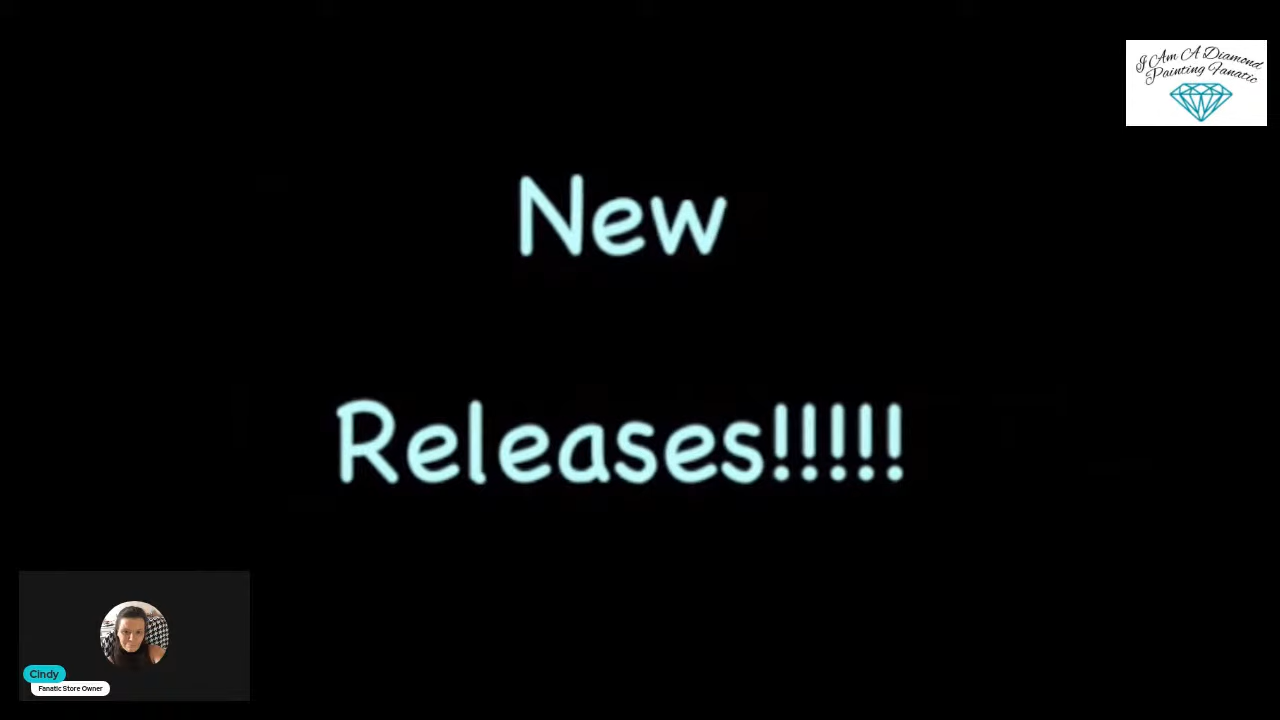 I Am A Diamond
Painting Fanatic
New
Releases!!!!!
Cindy
Fanatic Store Owner